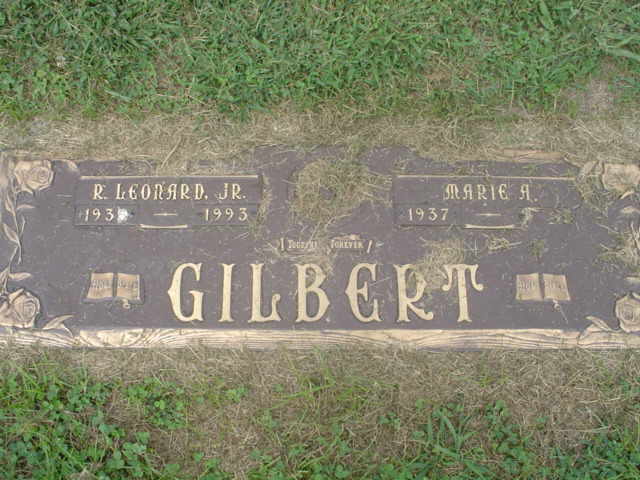 R. LEONARD, JR.
1993
MARIE A.
1937 –
TOGETHER FOREVER
GILBERT